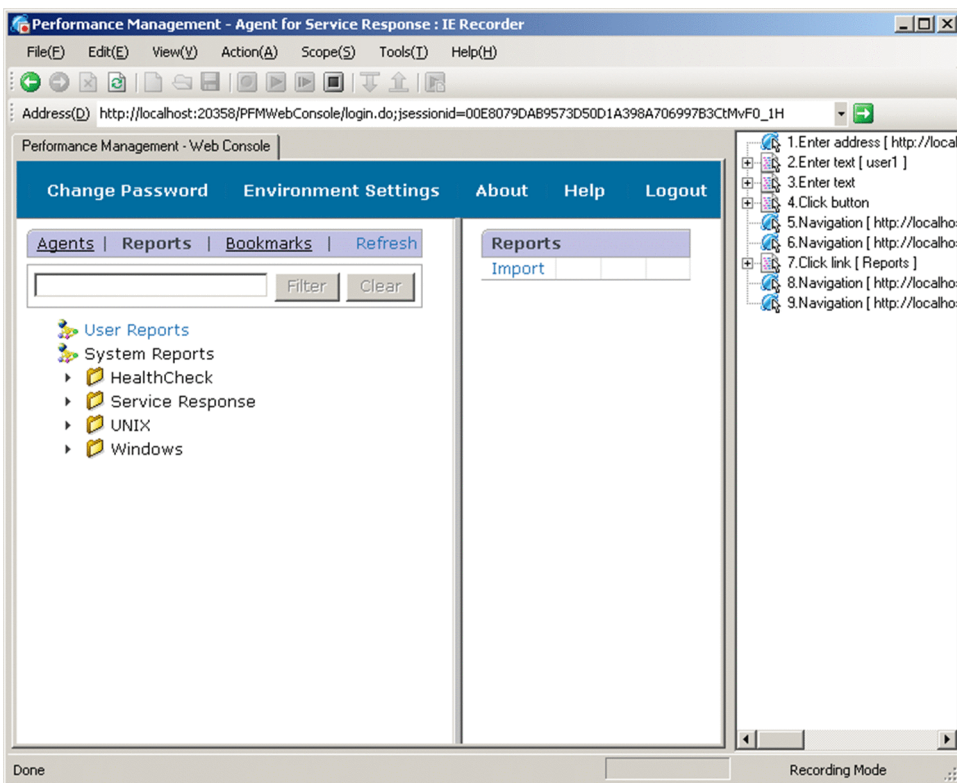 Performance Management - Agent for Service Response : IE Recorder
File(F) Edit(E) View(V) Action(A) Scope(S) Tools(T) Help(H)
Address(D) http://localhost:20358/PFMWebConsole/login.do;jsessionid=00E8079DAB9573D50D1A398A706997B3CtMvF0_1H
Performance Management - Web Console
Change Password Environment Settings About Help Logout
Agents | Reports | Bookmarks | Refresh
Filter Clear
User Reports
System Reports
HealthCheck
Service Response
UNIX
Windows
Reports
Import
1.Enter address [ http://local
2.Enter text [ user1 ]
3.Enter text
4.Click button
5.Navigation [ http://localho
6.Navigation [ http://localho
7.Click link [ Reports ]
8.Navigation [ http://localho
9.Navigation [ http://localho
Done Recording Mode